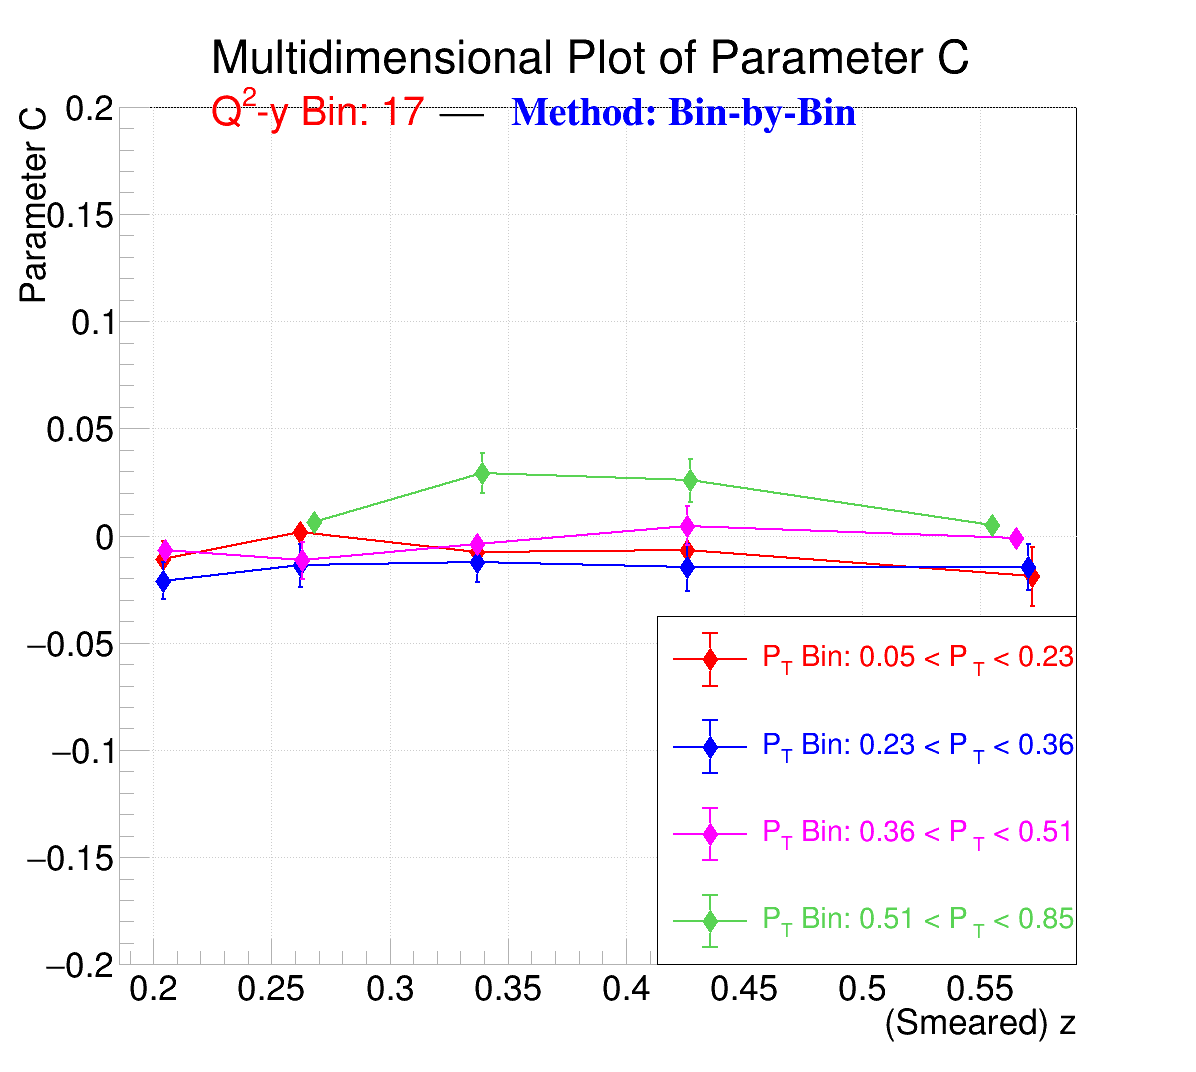 Multidimensional Plot of Parameter C
Q2-y Bin: 17 — Method: Bin-by-Bin
Parameter C
0.2
0.15
0.1
0.05
0
−0.05
−0.1
−0.15
−0.2
PT Bin: 0.05 < PT < 0.23
PT Bin: 0.23 < PT < 0.36
PT Bin: 0.36 < PT < 0.51
PT Bin: 0.51 < PT < 0.85
0.2 0.25 0.3 0.35 0.4 0.45 0.5 0.55
(Smeared) z